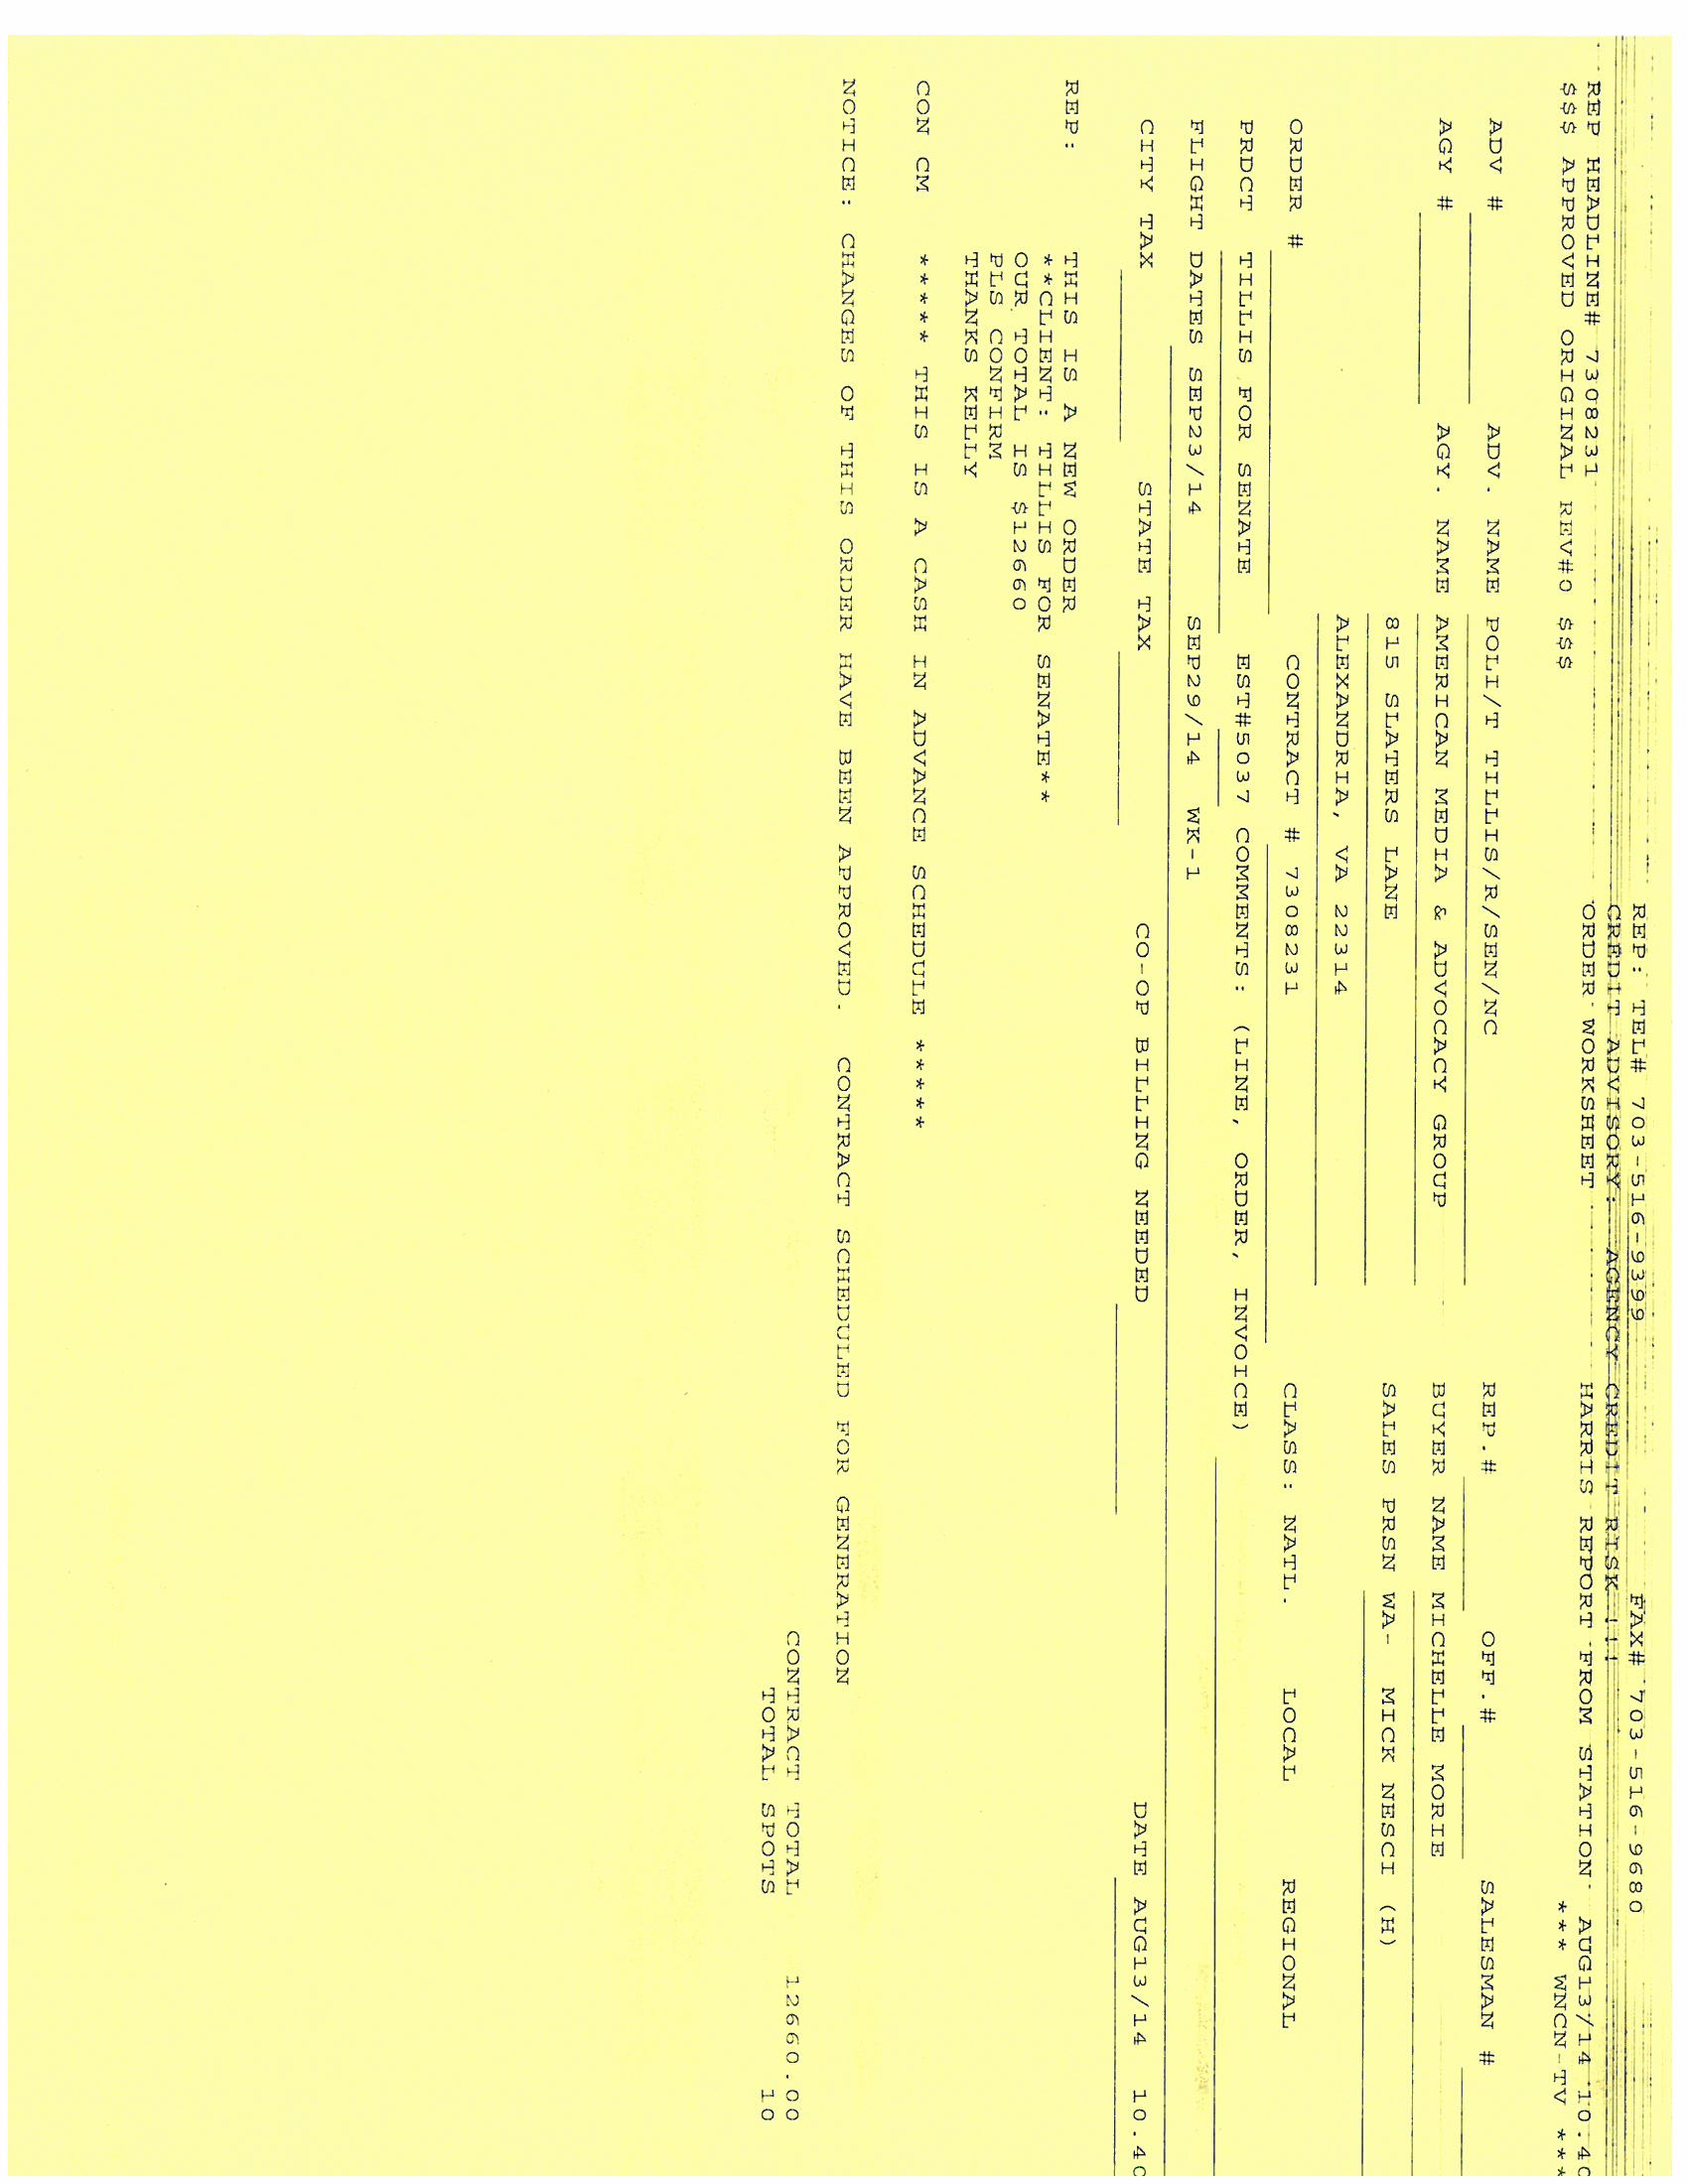 REP: TEL# 703-516-9399 FAX# 703-516-9680
CREDIT ADVISORY: AGENCY CREDIT RISK !!!
REP HEADLINE# 7308231 ORDER WORKSHEET HARRIS REPORT FROM STATION AUG13/14 10.40
$$$ APPROVED ORIGINAL REV#0 $$$ *** WNCN-TV ***
ADV # ADV. NAME POLI/T TILLIS/R/SEN/NC REP.# OFF.# SALESMAN #
AGY # AGY. NAME AMERICAN MEDIA & ADVOCACY GROUP BUYER NAME MICHELLE MORIE
815 SLATERS LANE SALES PRSN WA- MICK NESCI (H)
ALEXANDRIA, VA 22314
ORDER # CONTRACT # 7308231 CLASS: NATL. LOCAL REGIONAL
PRDCT TILLIS FOR SENATE EST#5037 COMMENTS: (LINE, ORDER, INVOICE)
FLIGHT DATES SEP23/14 SEP29/14 WK-1
CITY TAX STATE TAX CO-OP BILLING NEEDED DATE AUG13/14 10.40
REP: THIS IS A NEW ORDER
**CLIENT: TILLIS FOR SENATE**
OUR TOTAL IS $12660
PLS CONFIRM
THANKS KELLY
CON CM ***** THIS IS A CASH IN ADVANCE SCHEDULE *****
NOTICE: CHANGES OF THIS ORDER HAVE BEEN APPROVED. CONTRACT SCHEDULED FOR GENERATION
CONTRACT TOTAL 12660.00
TOTAL SPOTS 10